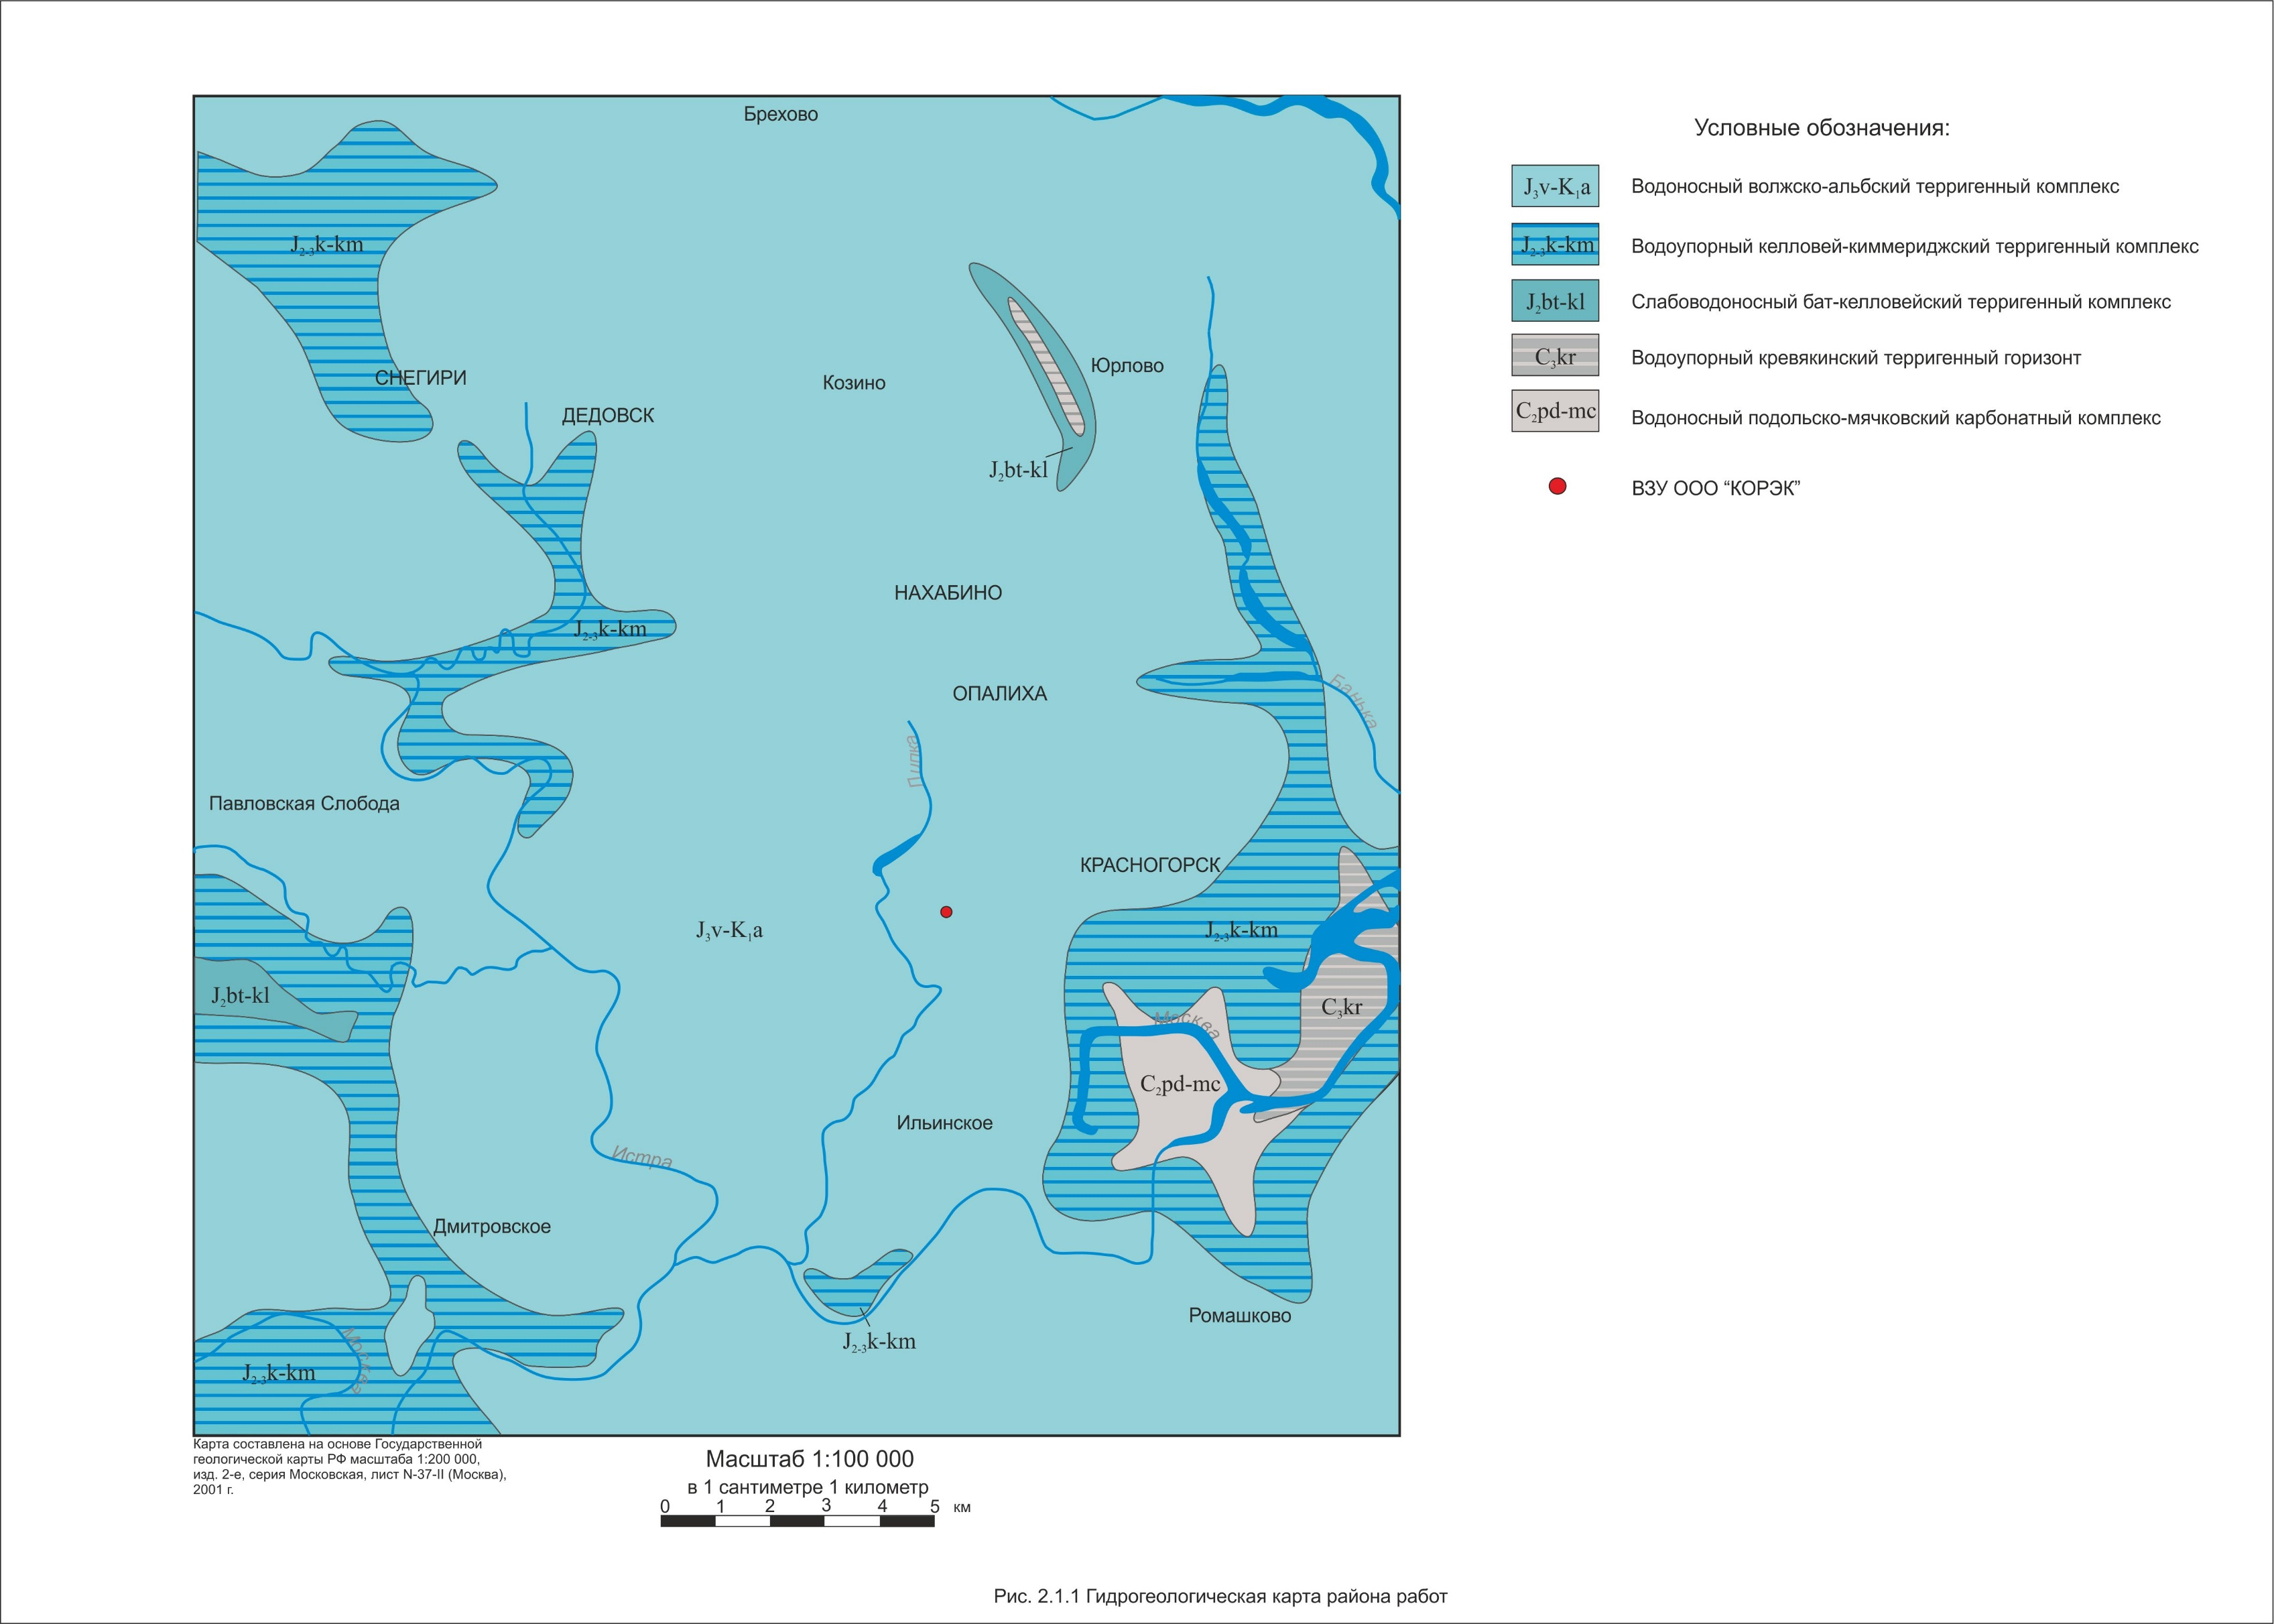 Брехово
Условные обозначения:
J₃v-K₁a Водоносный волжско-альбский терригенный комплекс
J₂₋₃k-km Водоупорный келловей-киммериджский терригенный комплекс
J₂bt-kl Слабоводоносный бат-келловейский терригенный комплекс
C₃kr Водоупорный кревякинский терригенный горизонт
C₂pd-mc Водоносный подольско-мячковский карбонатный комплекс
ВЗУ ООО “КОРЭК”
J₂₋₃k-km
СНЕГИРИ
Козино
Юрлово
ДЕДОВСК
J₂bt-kl
НАХАБИНО
J₂₋₃k-km
ОПАЛИХА
Банька
Липка
Павловская Слобода
КРАСНОГОРСК
J₃v-K₁a
J₂₋₃k-km
J₂bt-kl
C₃kr
Москва
C₂pd-mc
Ильинское
Истра
Дмитровское
Ромашково
J₂₋₃k-km
Москва
J₂₋₃k-km
Карта составлена на основе Государственной
геологической карты РФ масштаба 1:200 000,
изд. 2-е, серия Московская, лист N-37-II (Москва),
2001 г.
Масштаб 1:100 000
в 1 сантиметре 1 километр
0 1 2 3 4 5 км
Рис. 2.1.1 Гидрогеологическая карта района работ